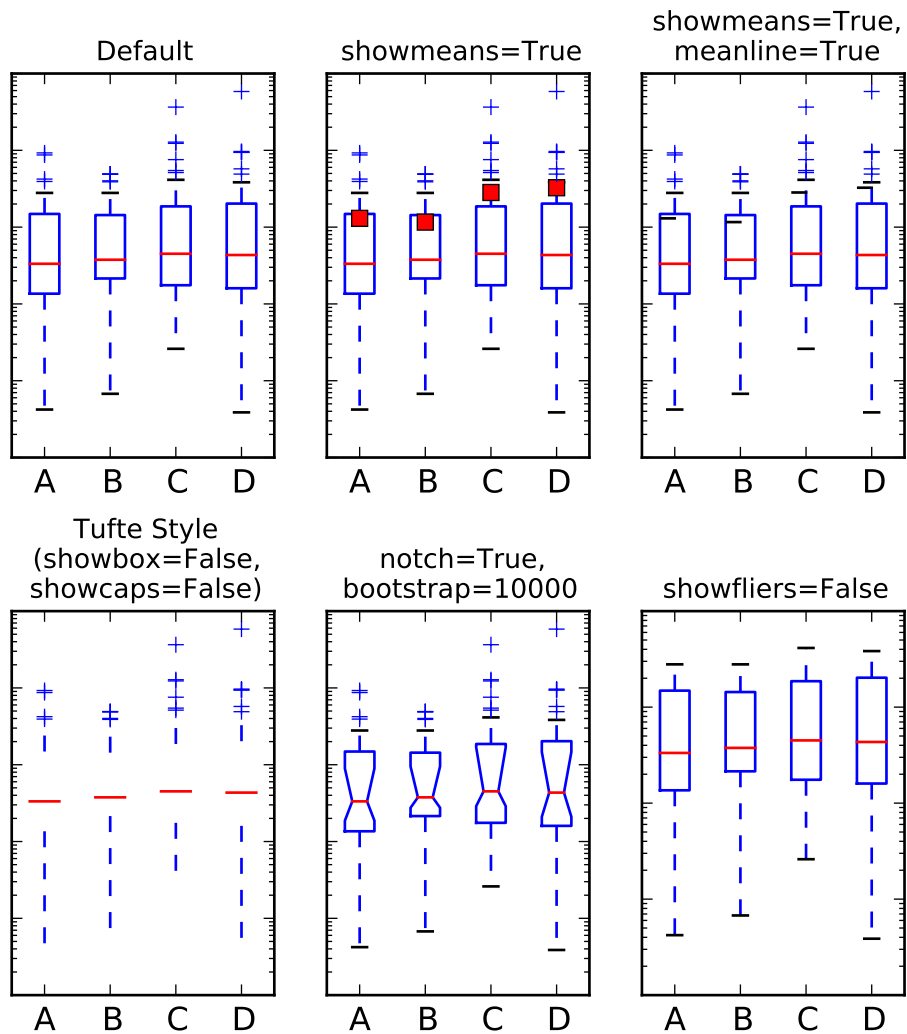 Default
showmeans=True
showmeans=True,
meanline=True
A B C D
A B C D
A B C D
Tufte Style
(showbox=False,
showcaps=False)
notch=True,
bootstrap=10000
showfliers=False
A B C D
A B C D
A B C D